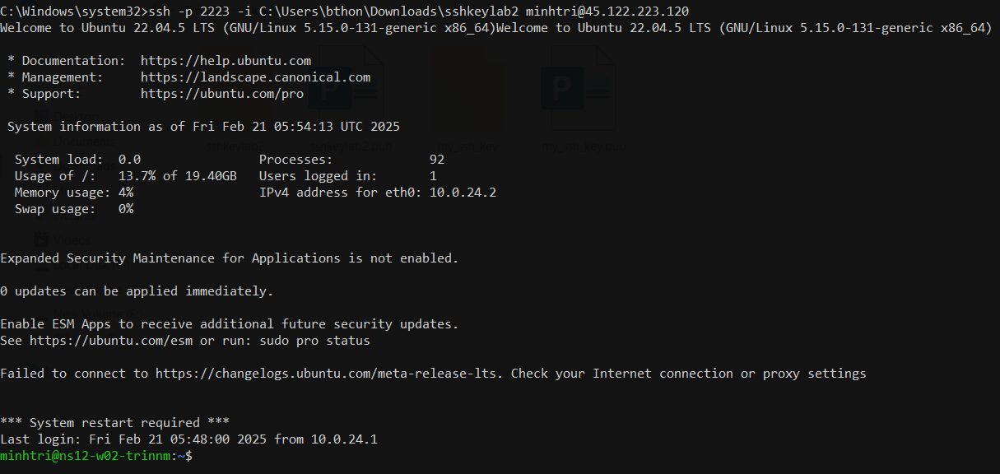 C:\Windows\system32>ssh -p 2223 -i C:\Users\bthon\Downloads\sshkeylab2 minhtri@45.122.223.120
Welcome to Ubuntu 22.04.5 LTS (GNU/Linux 5.15.0-131-generic x86_64)Welcome to Ubuntu 22.04.5 LTS (GNU/Linux 5.15.0-131-generic x86_64)
 * Documentation:  https://help.ubuntu.com
 * Management:     https://landscape.canonical.com
 * Support:        https://ubuntu.com/pro
 System information as of Fri Feb 21 05:54:13 UTC 2025
  System load:  0.0                Processes:             92
  Usage of /:   13.7% of 19.40GB   Users logged in:       1
  Memory usage: 4%                 IPv4 address for eth0: 10.0.24.2
  Swap usage:   0%
Expanded Security Maintenance for Applications is not enabled.
0 updates can be applied immediately.
Enable ESM Apps to receive additional future security updates.
See https://ubuntu.com/esm or run: sudo pro status
Failed to connect to https://changelogs.ubuntu.com/meta-release-lts. Check your Internet connection or proxy settings
*** System restart required ***
Last login: Fri Feb 21 05:48:00 2025 from 10.0.24.1
minhtri@ns12-w02-trinnm:~$